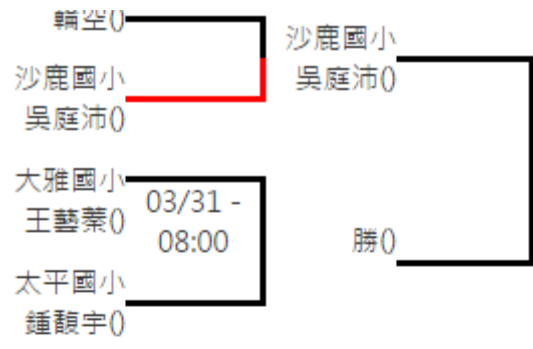 輪空()
沙鹿國小
吳庭沛()
大雅國小
王藝蓁()
03/31 -
08:00
太平國小
鍾馥宇()
沙鹿國小
吳庭沛()
勝()